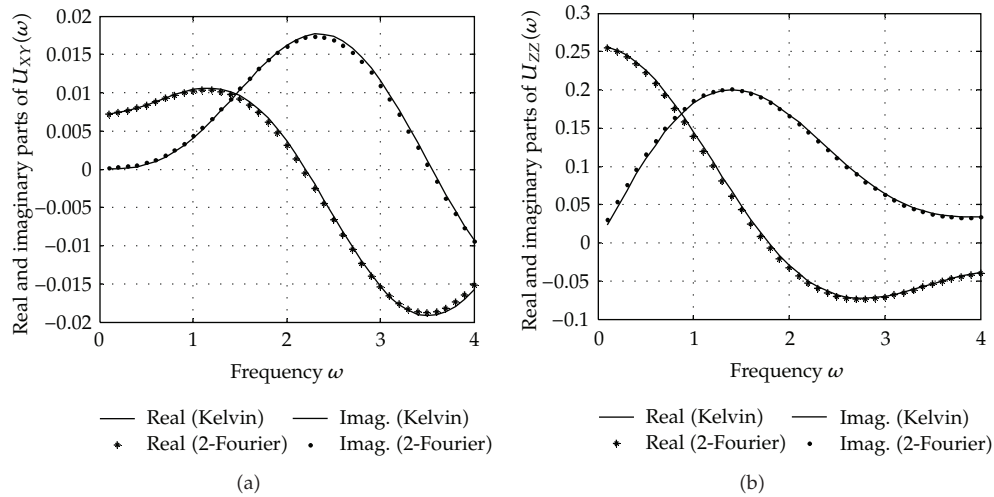 Real and imaginary parts of U_XY(ω)
0.02
0.015
0.01
0.005
0
−0.005
−0.01
−0.015
−0.02
0 1 2 3 4
Frequency ω
Real (Kelvin) Imag. (Kelvin)
Real (2-Fourier) Imag. (2-Fourier)
(a)
Real and imaginary parts of U_ZZ(ω)
0.3
0.25
0.2
0.15
0.1
0.05
0
−0.05
−0.1
0 1 2 3 4
Frequency ω
Real (Kelvin) Imag. (Kelvin)
Real (2-Fourier) Imag. (2-Fourier)
(b)